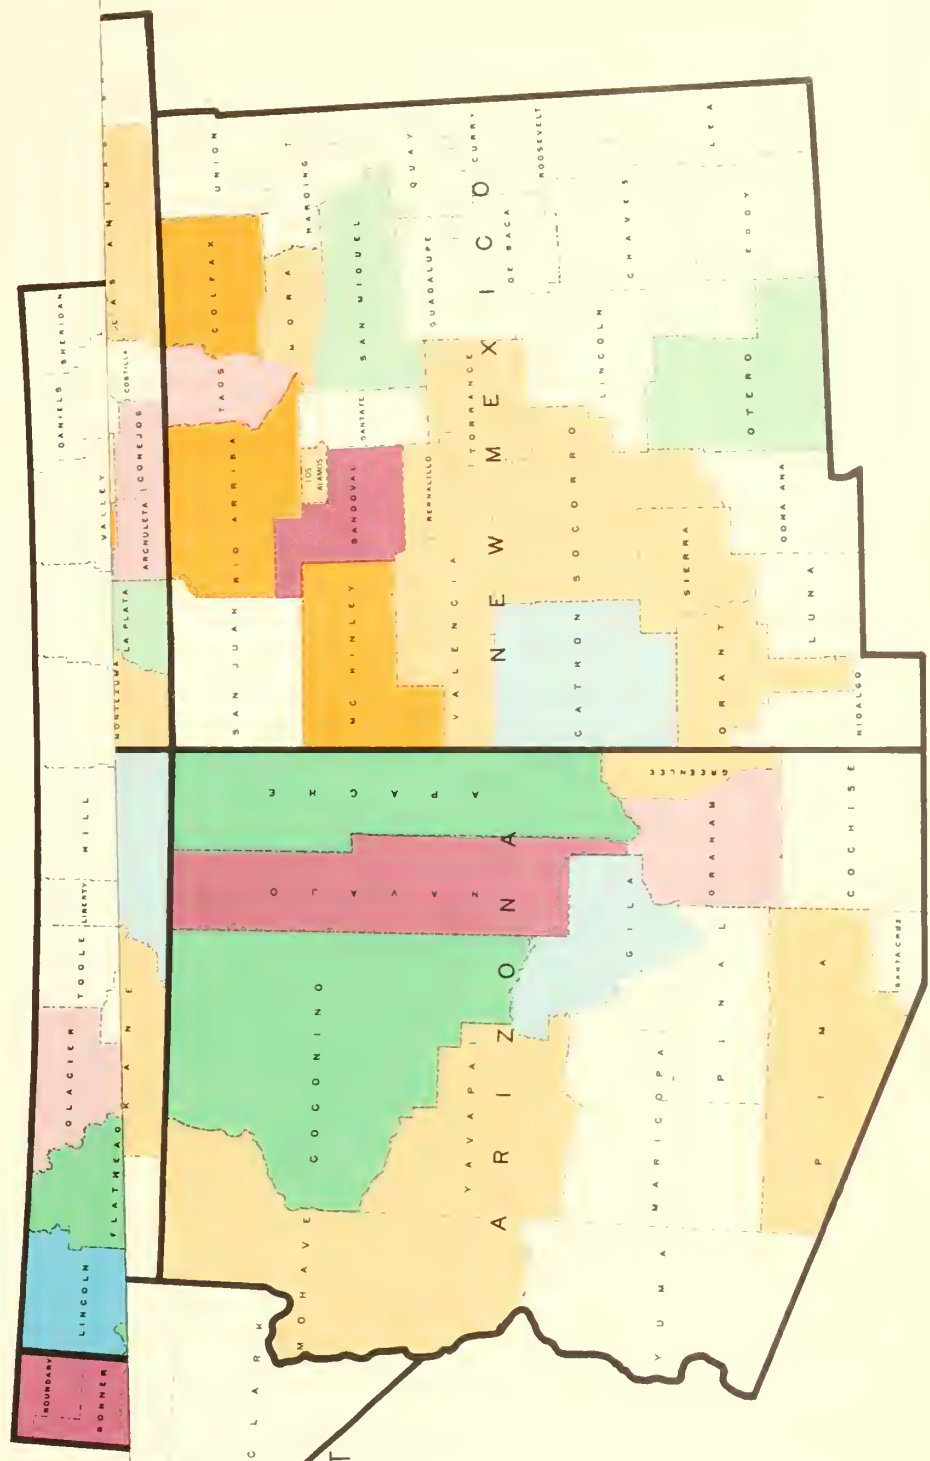 DANIELS
SHERIDAN
VALLEY
HILL
LIBERTY
TOOLE
GLACIER
FLATHEAD
LINCOLN
BOUNDARY
BONNER
LAS ANIMAS
COSTILLA
CONEJOS
ARCHULETA
LA PLATA
MONTEZUMA
KANE
NEW MEXICO
UNION
COLFAX
TAOS
RIO ARRIBA
SAN JUAN
HARDING
MORA
LOS
ALAMOS
SANDOVAL
MC KINLEY
SAN MIGUEL
SANTA FE
QUAY
GUADALUPE
BERNALILLO
VALENCIA
TORRANCE
CURRY
DE BACA
ROOSEVELT
SOCORRO
CATRON
LINCOLN
CHAVES
LEA
EDDY
OTERO
SIERRA
DONA ANA
GRANT
LUNA
HIDALGO
ARIZONA
APACHE
NAVAJO
COCONINO
MOHAVE
YAVAPAI
GILA
GREENLEE
GRAHAM
COCHISE
MARICOPA
PINAL
YUMA
PIMA
SANTA CRUZ
CLARK
T